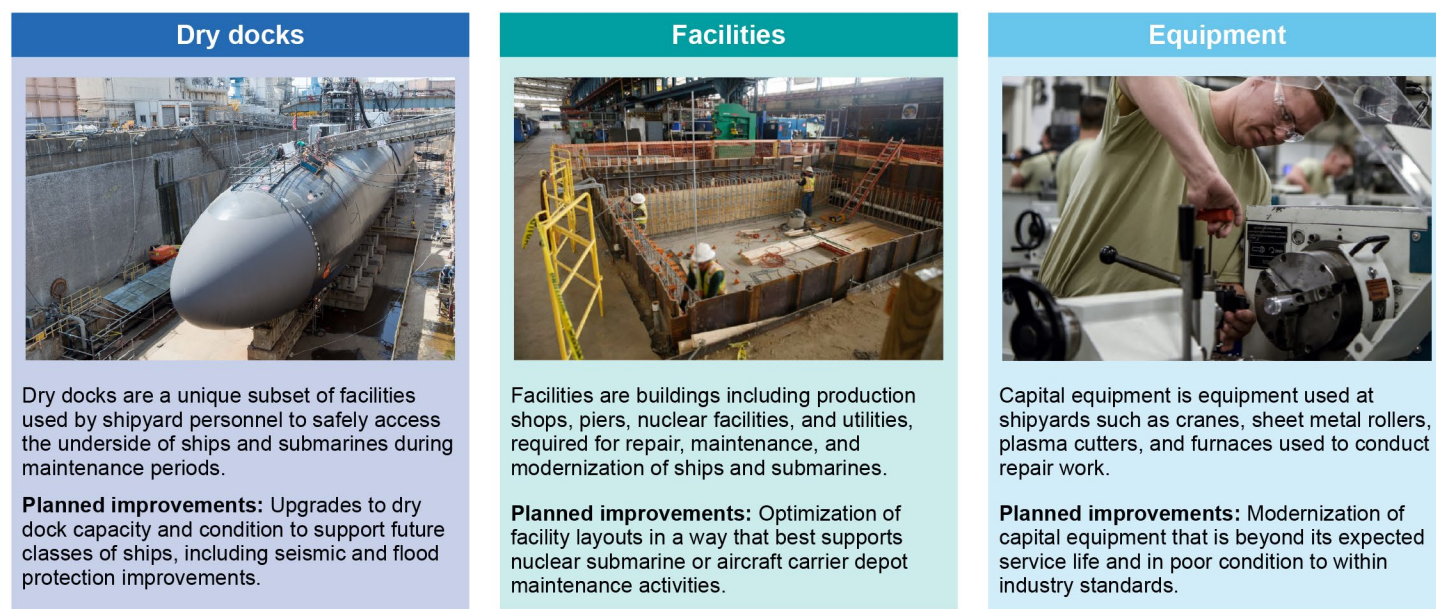 Dry docks
Dry docks are a unique subset of facilities
used by shipyard personnel to safely access
the underside of ships and submarines during
maintenance periods.
Planned improvements: Upgrades to dry
dock capacity and condition to support future
classes of ships, including seismic and flood
protection improvements.
Facilities
Facilities are buildings including production
shops, piers, nuclear facilities, and utilities,
required for repair, maintenance, and
modernization of ships and submarines.
Planned improvements: Optimization of
facility layouts in a way that best supports
nuclear submarine or aircraft carrier depot
maintenance activities.
Equipment
Capital equipment is equipment used at
shipyards such as cranes, sheet metal rollers,
plasma cutters, and furnaces used to conduct
repair work.
Planned improvements: Modernization of
capital equipment that is beyond its expected
service life and in poor condition to within
industry standards.